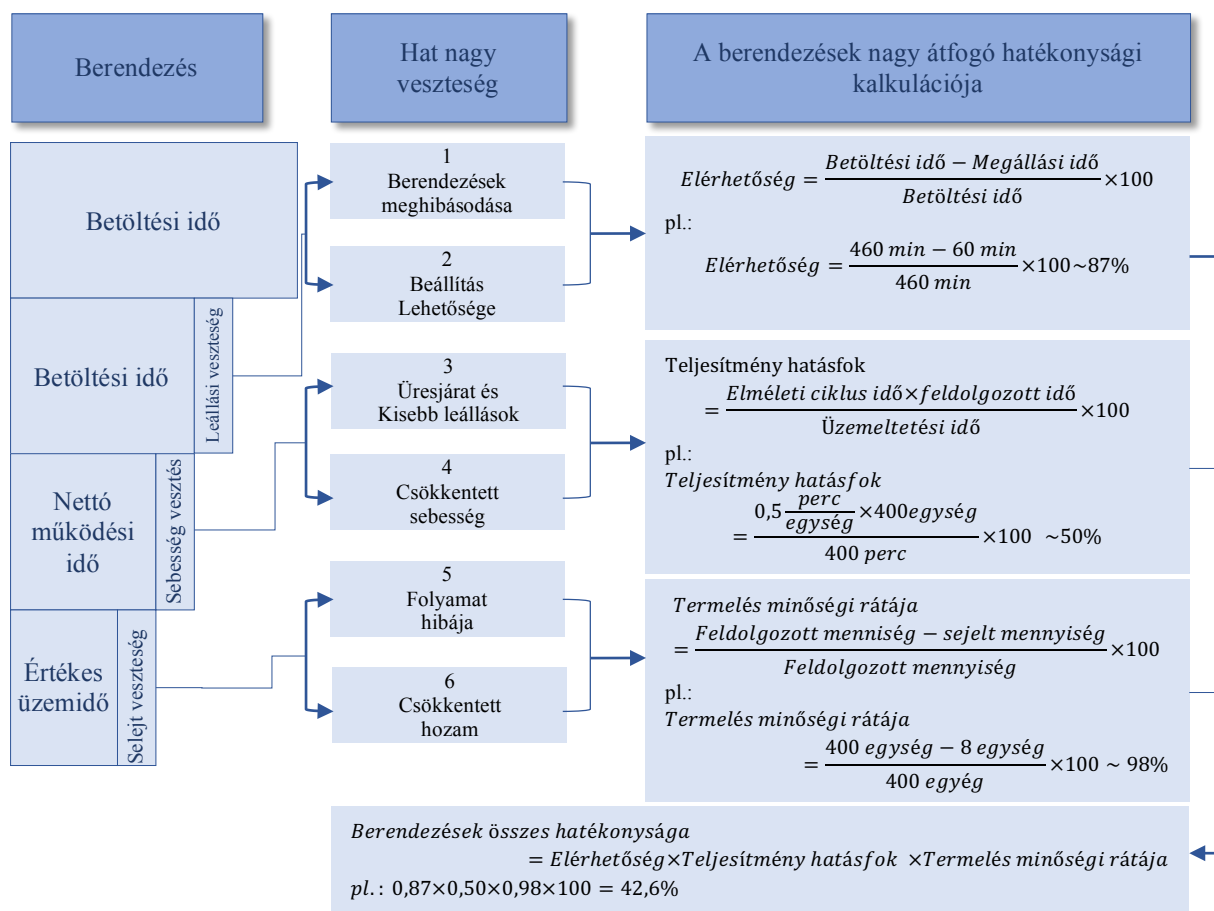 Berendezés
Hat nagy
veszteség
A berendezések nagy átfogó hatékonysági
kalkulációja
Betöltési idő
Betöltési idő
Leállási veszteség
Nettó
működési
idő
Sebesség vesztés
Értékes
üzemidő
Selejt veszteség
1
Berendezések
meghibásodása
2
Beállítás
Lehetősége
3
Üresjárat és
Kisebb leállások
4
Csökkentett
sebesség
5
Folyamat
hibája
6
Csökkentett
hozam
Betöltési idő − Megállási idő
Elérhetőség = ×100
Betöltési idő
pl.:
460 min − 60 min
Elérhetőség = ×100~87%
460 min
Teljesítmény hatásfok
Elméleti ciklus idő×feldolgozott idő
= ×100
Üzemeltetési idő
pl.:
Teljesítmény hatásfok
0,5 perc/egység ×400egység
= ×100 ~50%
400 perc
Termelés minőségi rátája
Feldolgozott menniség − sejelt mennyiség
= ×100
Feldolgozott mennyiség
pl.:
Termelés minőségi rátája
400 egység − 8 egység
= ×100 ~ 98%
400 egyég
Berendezések összes hatékonysága
= Elérhetőség×Teljesítmény hatásfok ×Termelés minőségi rátája
pl.: 0,87×0,50×0,98×100 = 42,6%